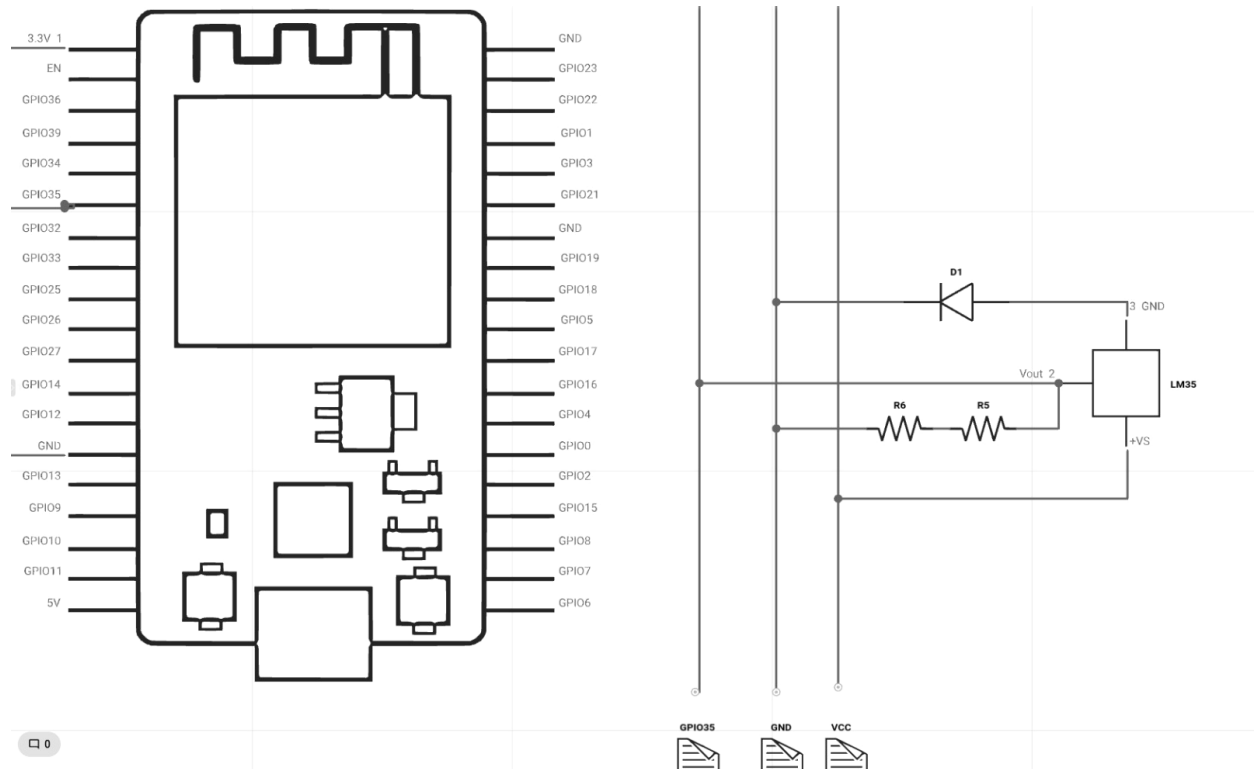 3.3V 1
EN
GPIO36
GPIO39
GPIO34
GPIO35
GPIO32
GPIO33
GPIO25
GPIO26
GPIO27
GPIO14
GPIO12
GND
GPIO13
GPIO9
GPIO10
GPIO11
5V
GND
GPIO23
GPIO22
GPIO1
GPIO3
GPIO21
GND
GPIO19
GPIO18
GPIO5
GPIO17
GPIO16
GPIO4
GPIO0
GPIO2
GPIO15
GPIO8
GPIO7
GPIO6
D1
3 GND
Vout 2
LM35
R6 R5
+VS
GPIO35 GND VCC
0